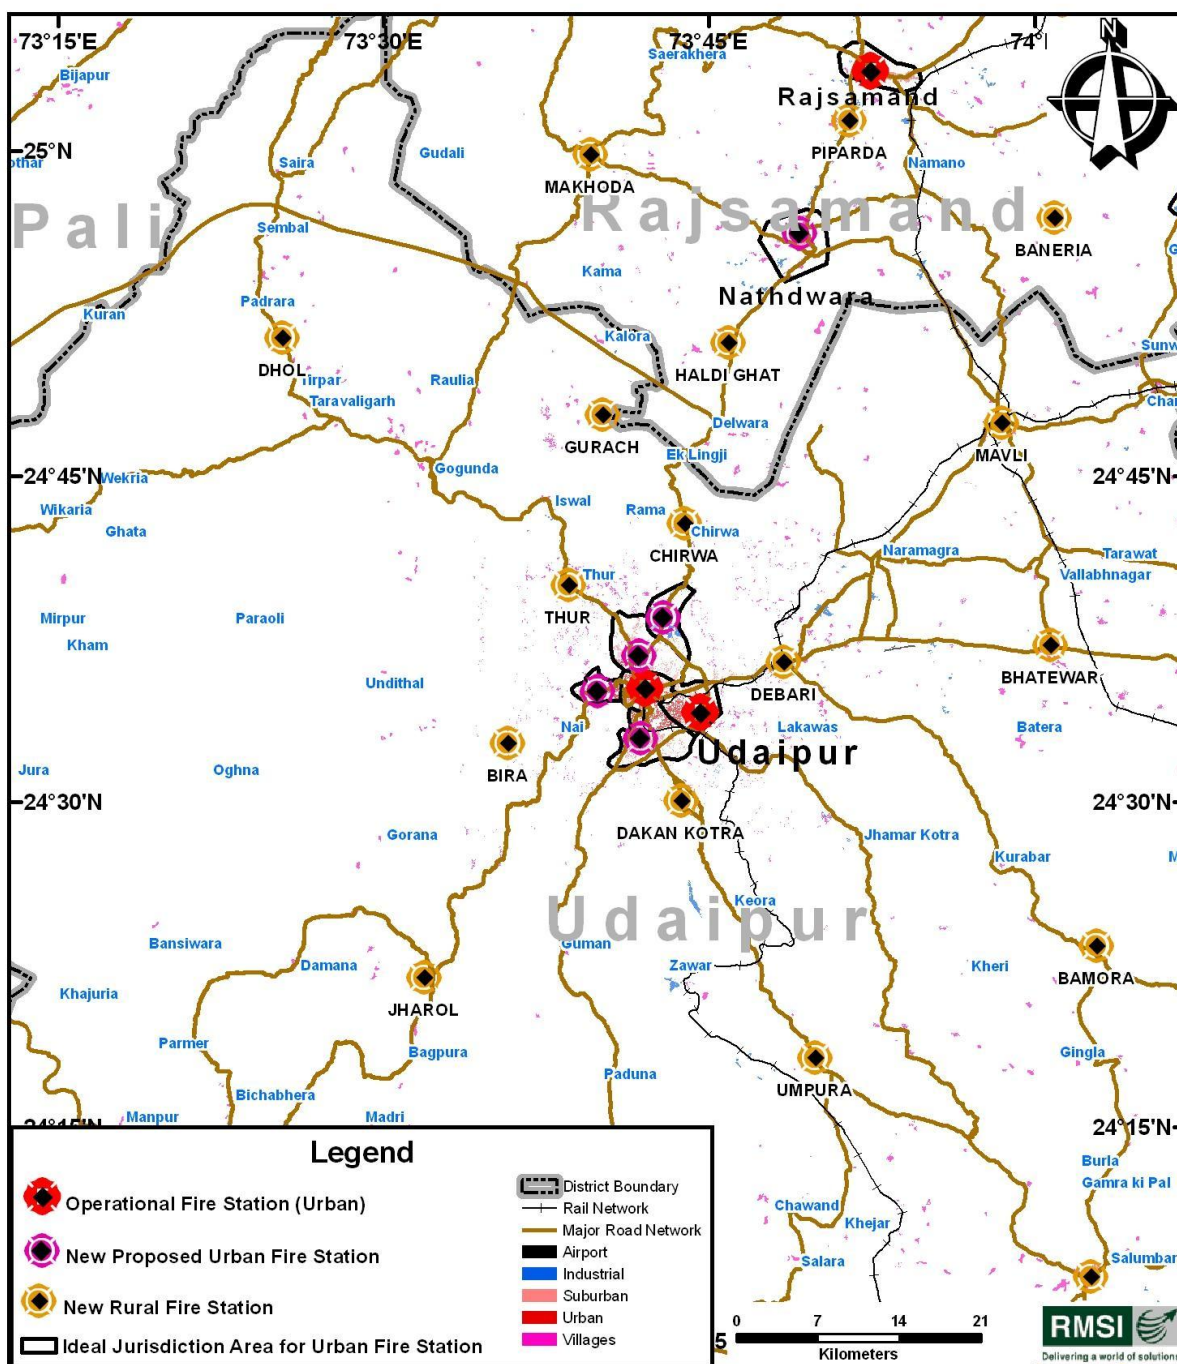 73°15'E
73°30'E
73°45'E
74°
N
Saerakhera
Bijapur
Rajsamand
PIPARDA
25°N
Saira
Gudali
Namano
MAKHODA
Rajsamand
Pali
Sembal
BANERIA
Kama
Padrara
Nathdwara
Kuran
Kalora
Sunw
DHOL
HALDI GHAT
Tirpar
Raulia
Taravaligarh
Char
Delwara
GURACH
Ek Lingji
MAVLI
Gogunda
24°45'N
24°45'N
Wekria
Iswal
Rama
Wikaria
Chirwa
Ghata
CHIRWA
Naramagra
Tarawat
Thur
Vallabhnagar
Mirpur
Paraoli
THUR
Kham
Undithal
DEBARI
BHATEWAR
Nai
Lakawas
Batera
Udaipur
Jura
Oghna
BIRA
24°30'N
24°30'N
Gorana
DAKAN KOTRA
Jhamar Kotra
Kurabar
M
Keora
Udaipur
Bansiwara
Guman
Damana
Zawar
Kheri
BAMORA
Khajuria
JHAROL
Parmer
Bagpura
Gingla
Paduna
Bichabhera
UMPURA
Manpur
Madri
24°15'N
24°15'N
Burla
Gamra ki Pal
Chawand
Khejar
Salara
Salumbar
Legend
Operational Fire Station (Urban)
New Proposed Urban Fire Station
New Rural Fire Station
Ideal Jurisdiction Area for Urban Fire Station
District Boundary
Rail Network
Major Road Network
Airport
Industrial
Suburban
Urban
Villages
0 7 14 21
Kilometers
RMSI
Delivering a world of solutions